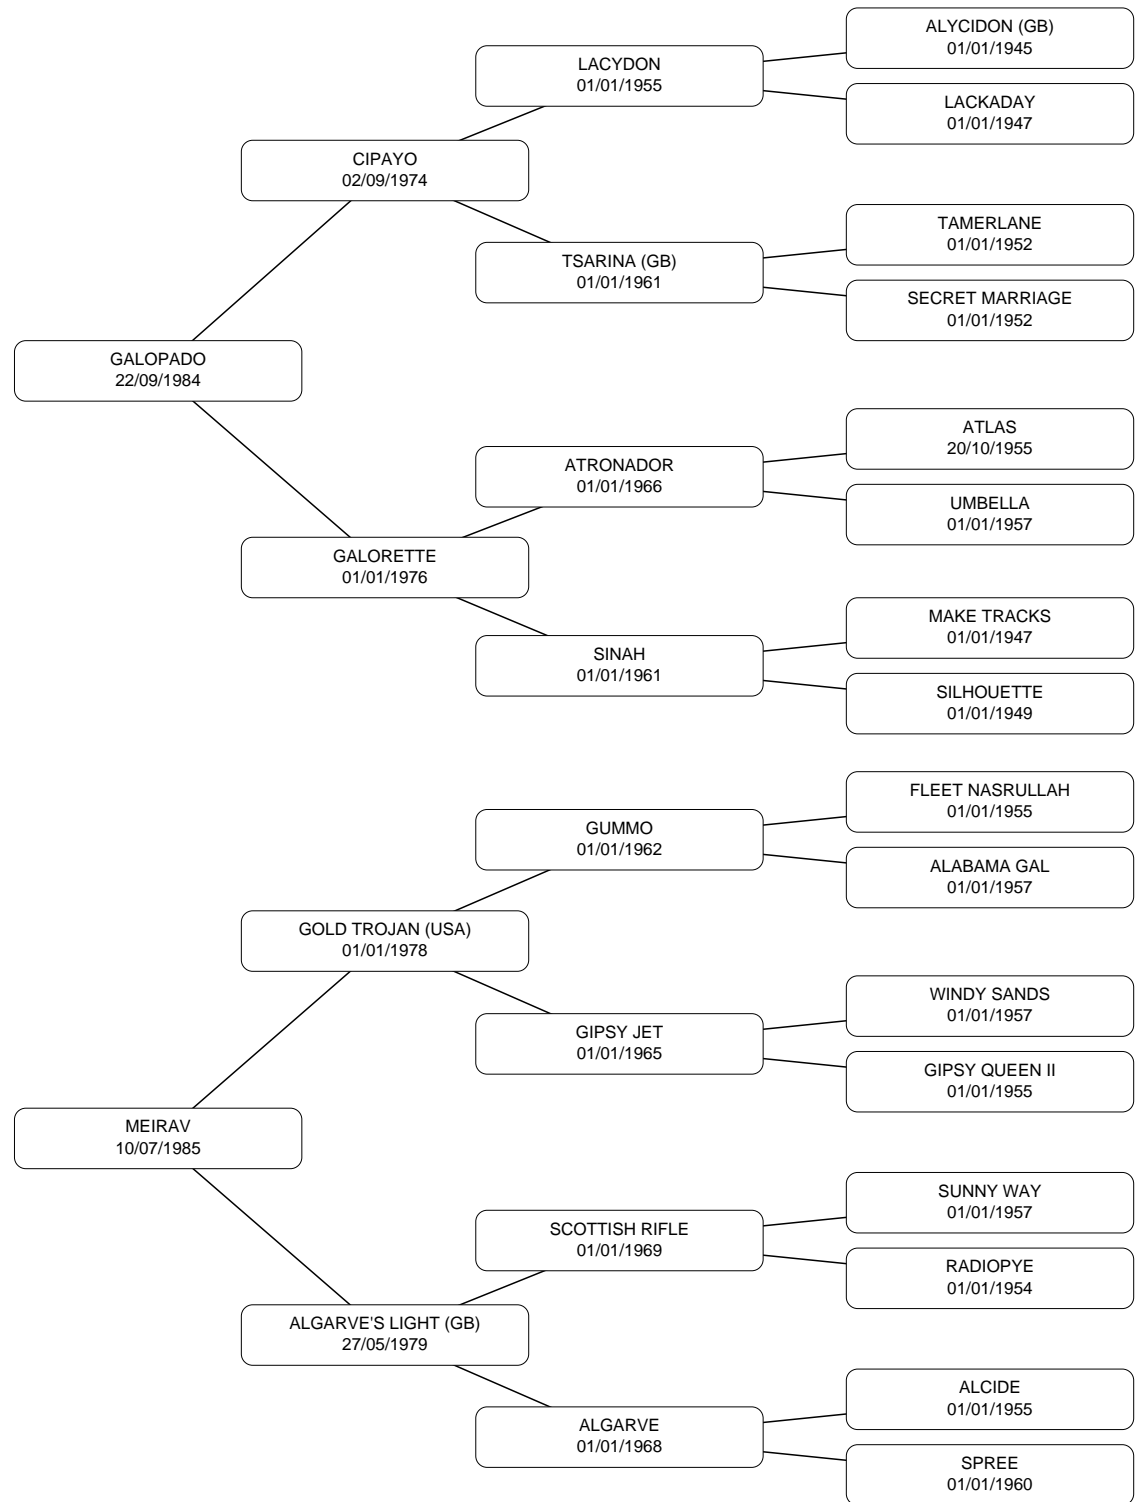 ALYCIDON (GB)
01/01/1945
LACYDON
01/01/1955
LACKADAY
01/01/1947
CIPAYO
02/09/1974
TAMERLANE
01/01/1952
TSARINA (GB)
01/01/1961
SECRET MARRIAGE
01/01/1952
GALOPADO
22/09/1984
ATLAS
20/10/1955
ATRONADOR
01/01/1966
UMBELLA
01/01/1957
GALORETTE
01/01/1976
MAKE TRACKS
01/01/1947
SINAH
01/01/1961
SILHOUETTE
01/01/1949
FLEET NASRULLAH
01/01/1955
GUMMO
01/01/1962
ALABAMA GAL
01/01/1957
GOLD TROJAN (USA)
01/01/1978
WINDY SANDS
01/01/1957
GIPSY JET
01/01/1965
GIPSY QUEEN II
01/01/1955
MEIRAV
10/07/1985
SUNNY WAY
01/01/1957
SCOTTISH RIFLE
01/01/1969
RADIOPYE
01/01/1954
ALGARVE'S LIGHT (GB)
27/05/1979
ALCIDE
01/01/1955
ALGARVE
01/01/1968
SPREE
01/01/1960